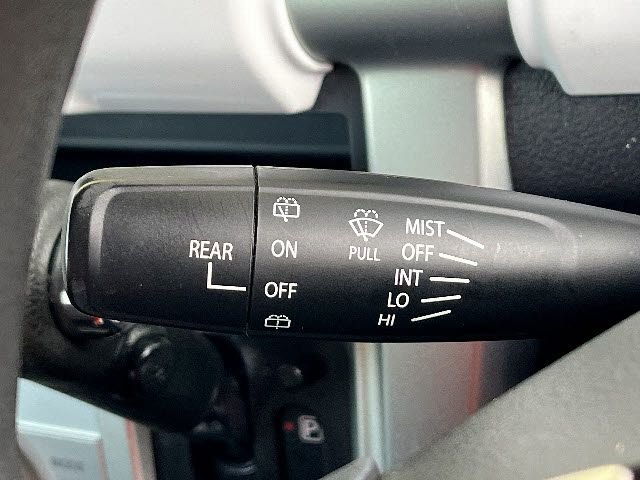 REAR
ON
OFF
PULL
MIST
OFF
INT
LO
HI
P